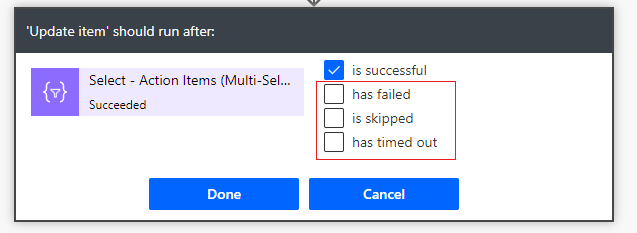 'Update item' should run after:
Select - Action Items (Multi-Sel...
Succeeded
is successful
has failed
is skipped
has timed out
Done
Cancel